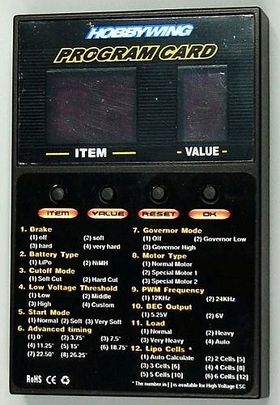 HOBBYWING
PROGRAM CARD
ITEM
VALUE
ITEM VALUE RESET OK
1. Brake
(1) off (2) soft
(3) hard (4) very hard
2. Battery Type
(1) LiPo (2) NiMH
3. Cutoff Mode
(1) Soft Cut (2) Hard Cut
4. Low Voltage Threshold
(1) Low (2) Middle
(3) High (4) Custom
5. Start Mode
(1) Normal (2) Soft (3) Very Soft
6. Advanced timing
(1) 0° (2) 3.75° (3) 7.5°
(4) 11.25° (5) 15° (6) 18.75°
(7) 22.50° (8) 26.25°
RoHS CE
7. Governor Mode
(1) Off (2) Governor Low
(3) Governor High
8. Motor Type
(1) Normal Motor
(2) Special Motor 1
(3) Special Motor 2
9. PWM Frequency
(1) 12KHz (2) 24KHz
10. BEC Output
(1) 5.25V (2) 6V
11. Load
(1) Normal (2) Heavy
(3) Very Heavy (4) Auto
12. Lipo Cells *
(1) Auto Calculate (2) 2 Cells [5]
(3) 3 Cells [6] (4) 4 Cells [8]
(5) 5 Cells [10] (6) 6 Cells [12]
* The number in [ ] is available for High Voltage ESC